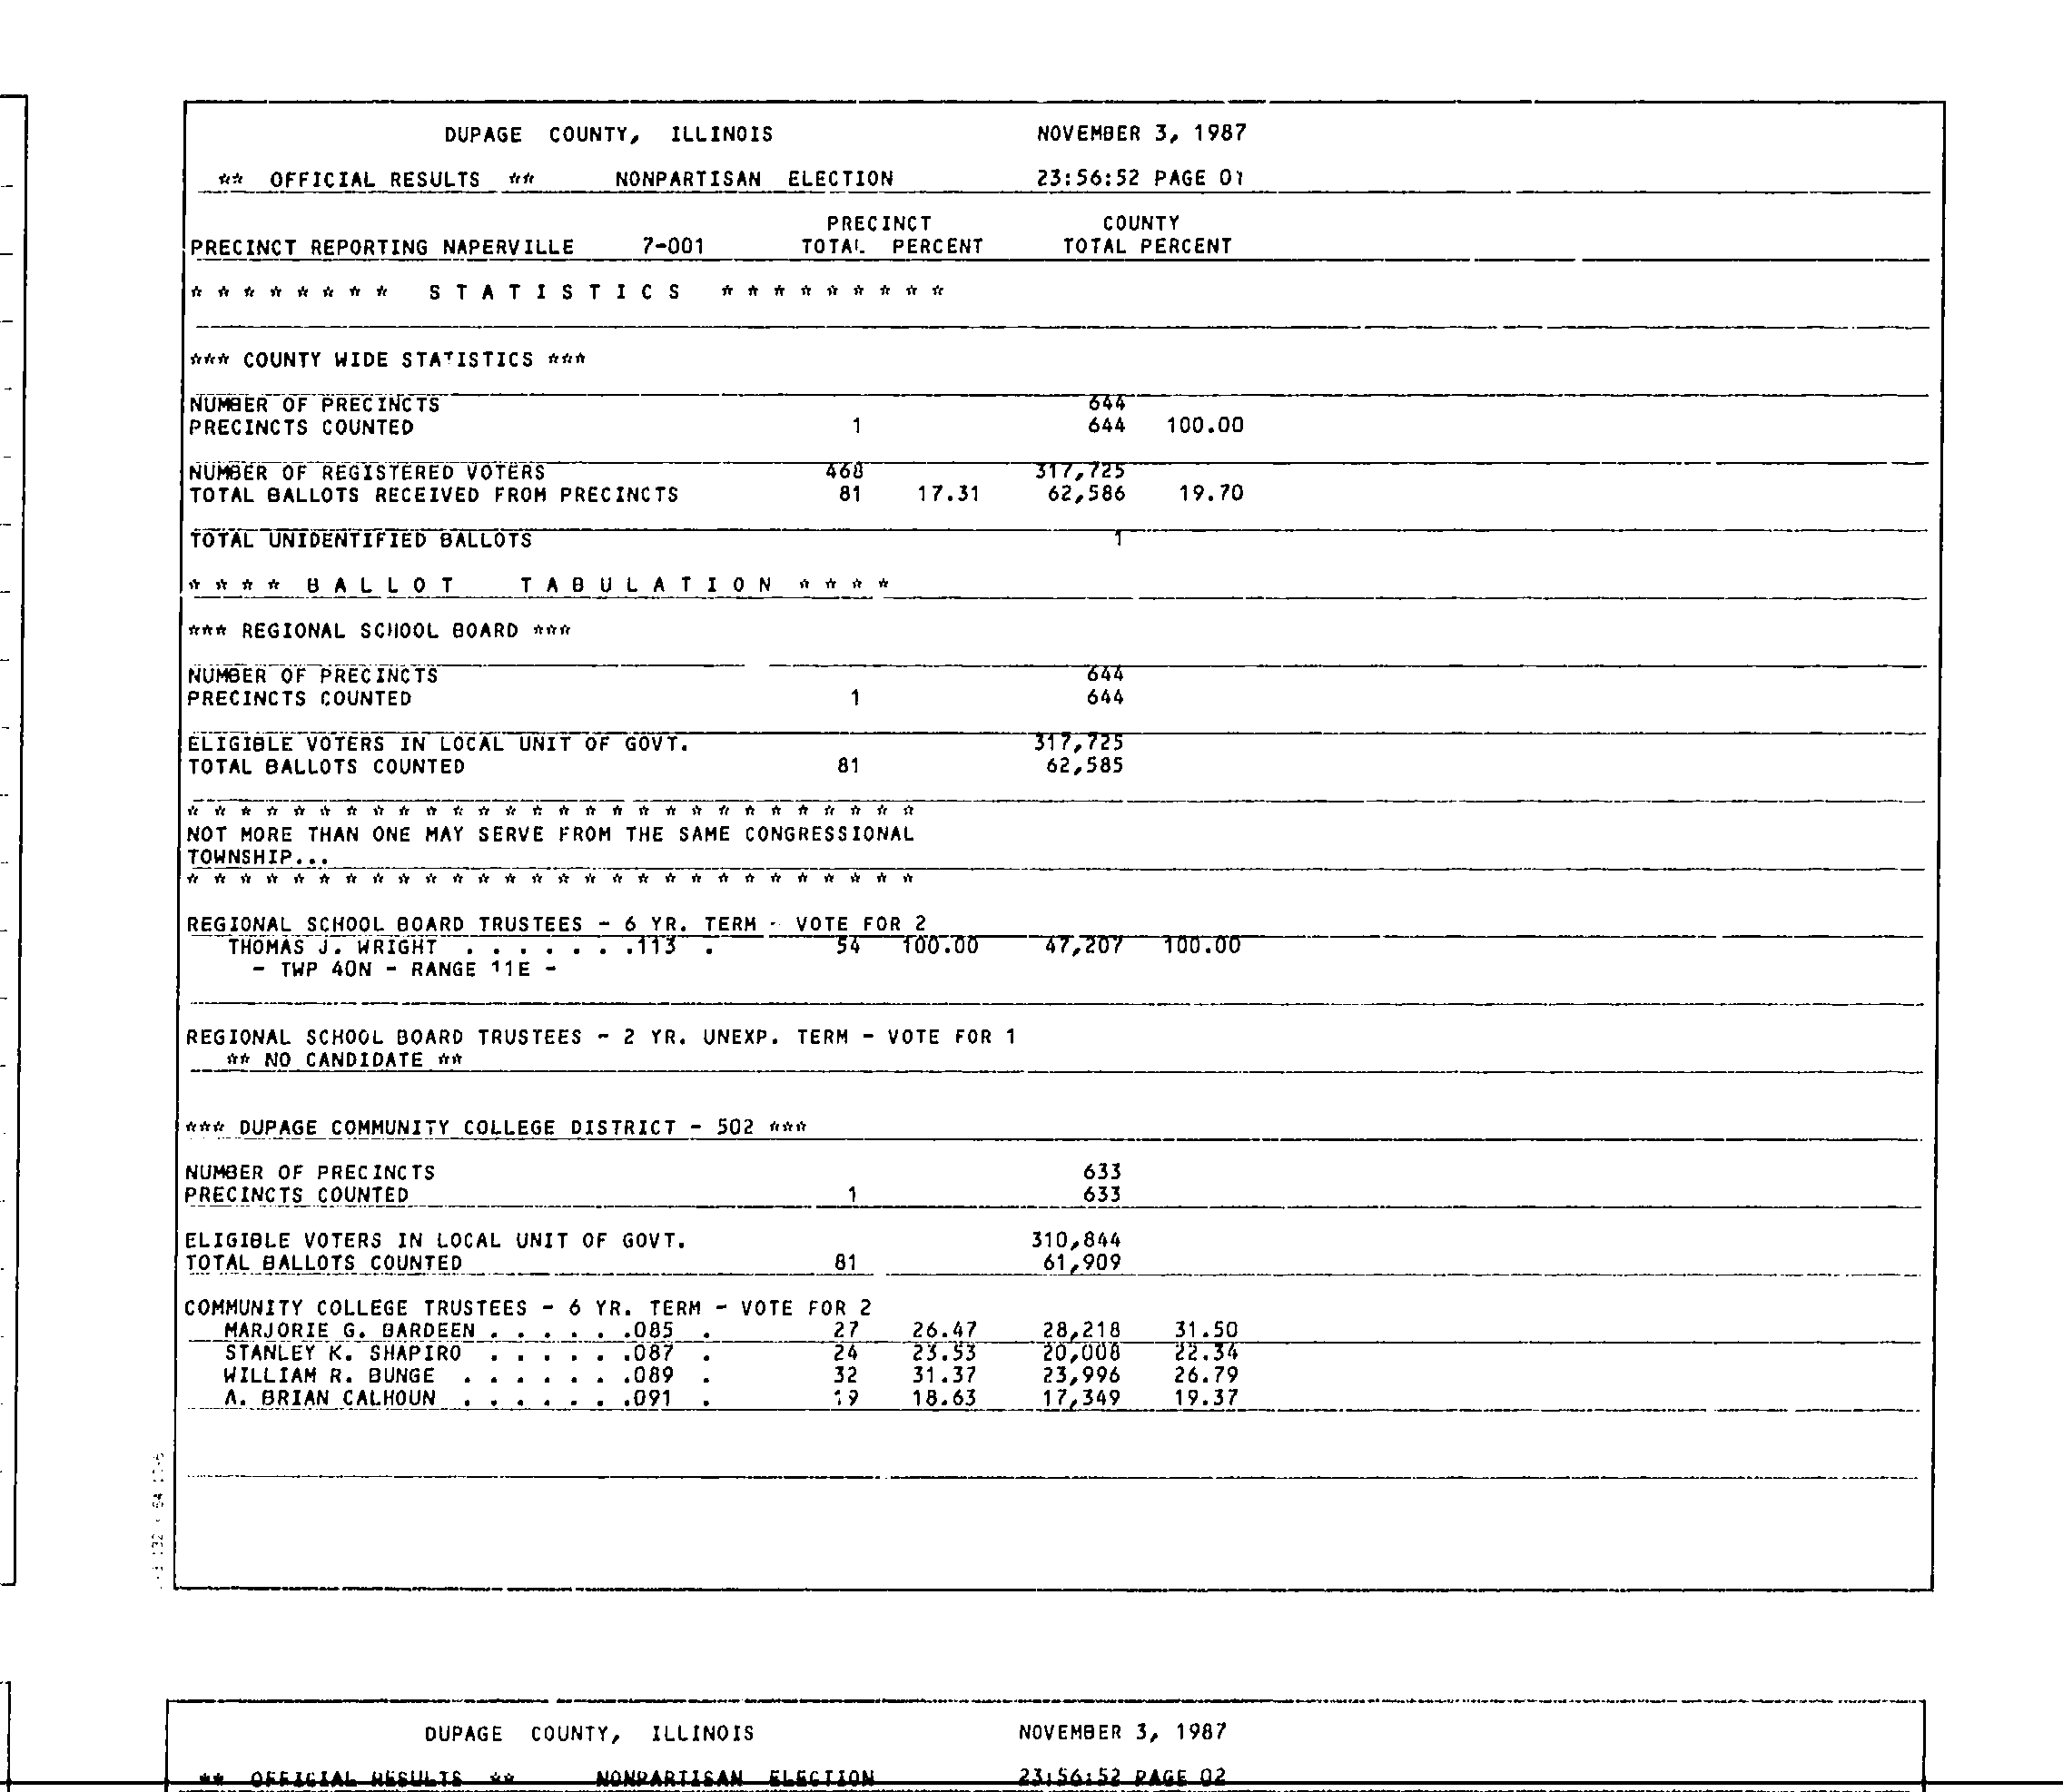 DUPAGE COUNTY, ILLINOIS NOVEMBER 3, 1987
** OFFICIAL RESULTS ** NONPARTISAN ELECTION 23:56:52 PAGE 01
PRECINCT COUNTY
PRECINCT REPORTING NAPERVILLE 7-001 TOTAL PERCENT TOTAL PERCENT
* * * * * * * * S T A T I S T I C S * * * * * * * * *
*** COUNTY WIDE STATISTICS ***
NUMBER OF PRECINCTS 644
PRECINCTS COUNTED 1 644 100.00
NUMBER OF REGISTERED VOTERS 468 317,725
TOTAL BALLOTS RECEIVED FROM PRECINCTS 81 17.31 62,586 19.70
TOTAL UNIDENTIFIED BALLOTS 1
* * * * B A L L O T T A B U L A T I O N * * * *
*** REGIONAL SCHOOL BOARD ***
NUMBER OF PRECINCTS 644
PRECINCTS COUNTED 1 644
ELIGIBLE VOTERS IN LOCAL UNIT OF GOVT. 317,725
TOTAL BALLOTS COUNTED 81 62,585
* * * * * * * * * * * * * * * * * * * * * * * * * * * *
NOT MORE THAN ONE MAY SERVE FROM THE SAME CONGRESSIONAL
TOWNSHIP...
* * * * * * * * * * * * * * * * * * * * * * * * * * * *
REGIONAL SCHOOL BOARD TRUSTEES - 6 YR. TERM - VOTE FOR 2
THOMAS J. WRIGHT . . . . . . .113 . 54 100.00 47,207 100.00
- TWP 40N - RANGE 11E -
REGIONAL SCHOOL BOARD TRUSTEES - 2 YR. UNEXP. TERM - VOTE FOR 1
** NO CANDIDATE **
*** DUPAGE COMMUNITY COLLEGE DISTRICT - 502 ***
NUMBER OF PRECINCTS 633
PRECINCTS COUNTED 1 633
ELIGIBLE VOTERS IN LOCAL UNIT OF GOVT. 310,844
TOTAL BALLOTS COUNTED 81 61,909
COMMUNITY COLLEGE TRUSTEES - 6 YR. TERM - VOTE FOR 2
MARJORIE G. BARDEEN . . . . . .085 . 27 26.47 28,218 31.50
STANLEY K. SHAPIRO . . . . . .087 . 24 23.53 20,008 22.34
WILLIAM R. BUNGE . . . . . . .089 . 32 31.37 23,996 26.79
A. BRIAN CALHOUN . . . . . . .091 . 19 18.63 17,349 19.37
DUPAGE COUNTY, ILLINOIS NOVEMBER 3, 1987
** OFFICIAL RESULTS ** NONPARTISAN ELECTION 23:56:52 PAGE 02